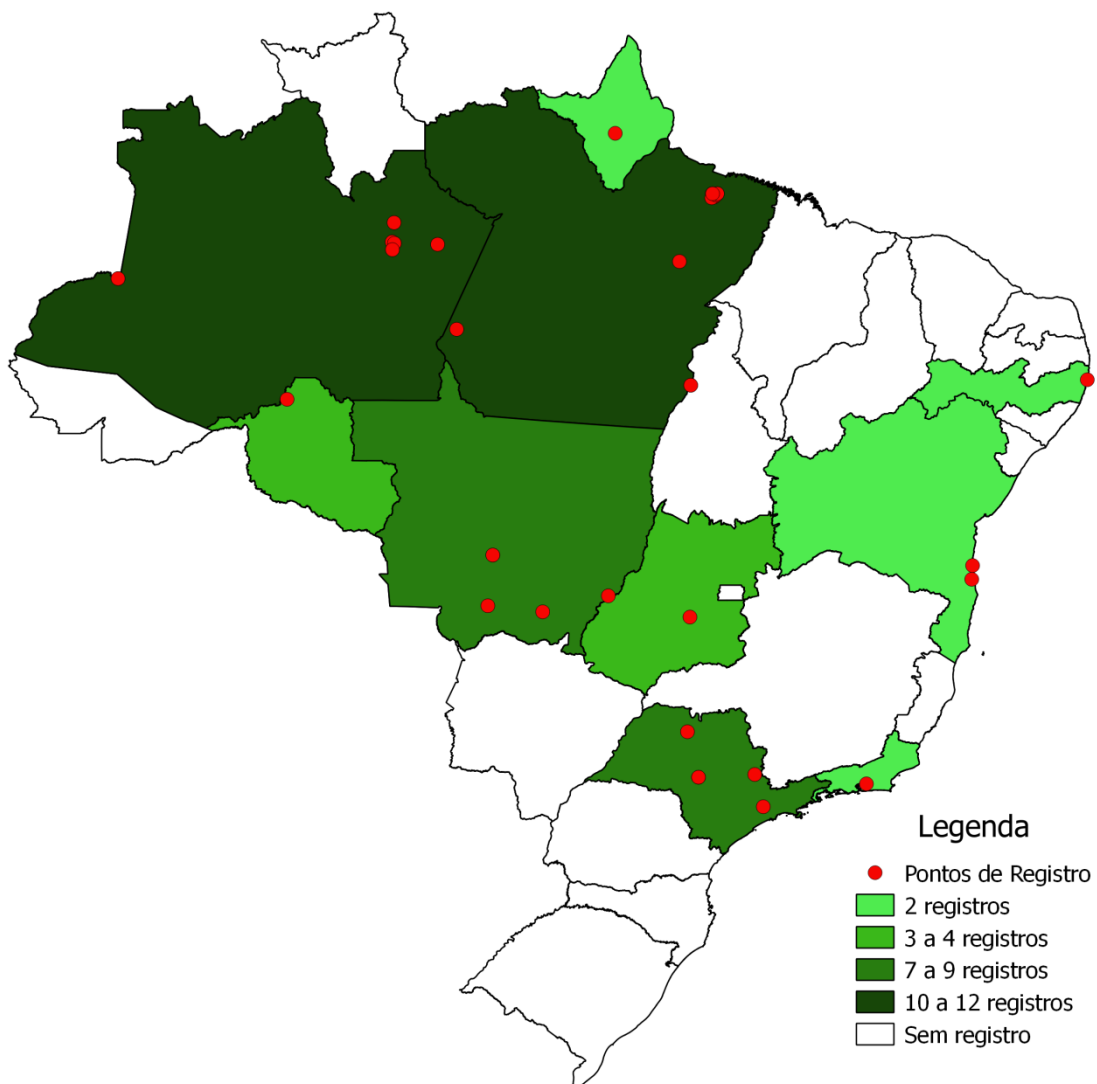 Legenda
Pontos de Registro
2 registros
3 a 4 registros
7 a 9 registros
10 a 12 registros
Sem registro